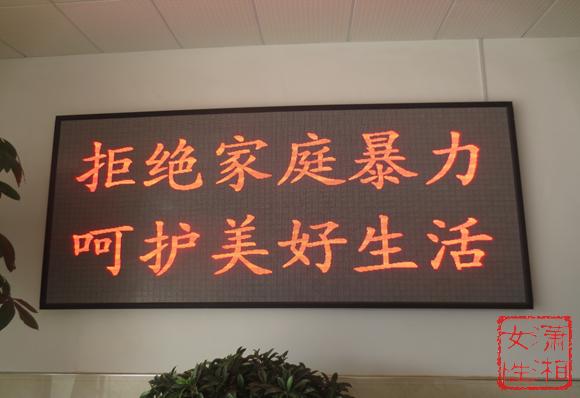 拒绝家庭暴力
呵护美好生活
潇湘
女性